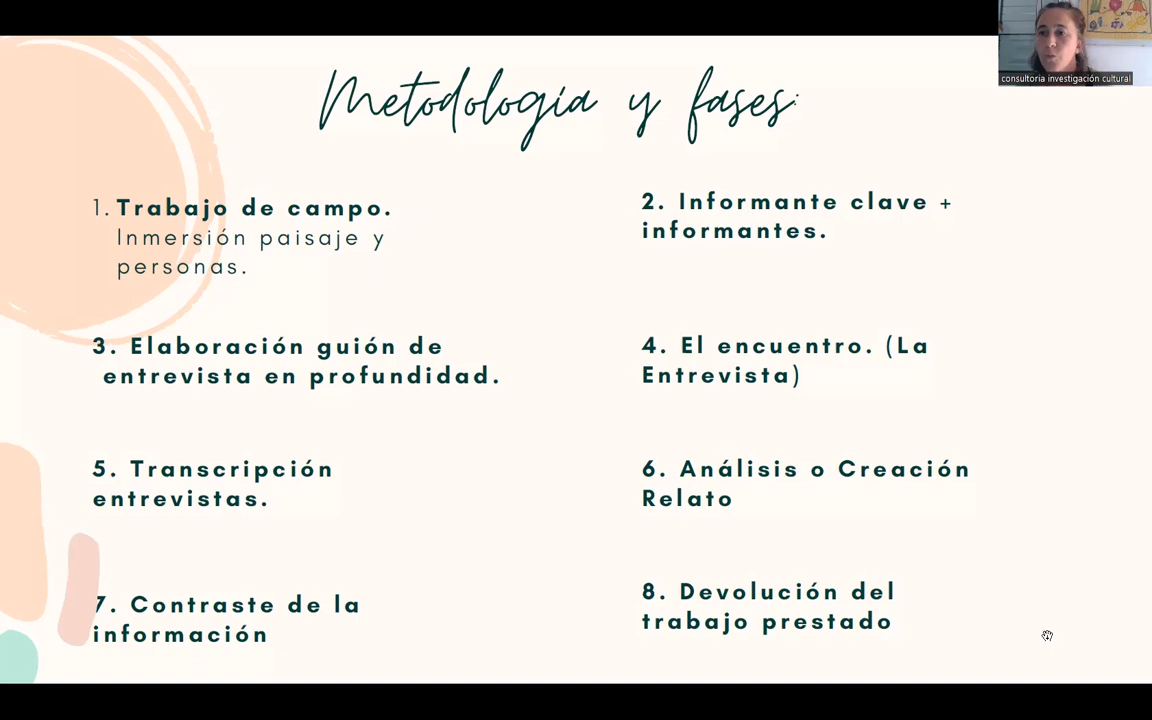 consultoria investigación cultural
Metodología y fases:
1. Trabajo de campo.
Inmersión paisaje y
personas.
2. Informante clave +
informantes.
3. Elaboración guión de
entrevista en profundidad.
4. El encuentro. (La
Entrevista)
5. Transcripción
entrevistas.
6. Análisis o Creación
Relato
7. Contraste de la
información
8. Devolución del
trabajo prestado